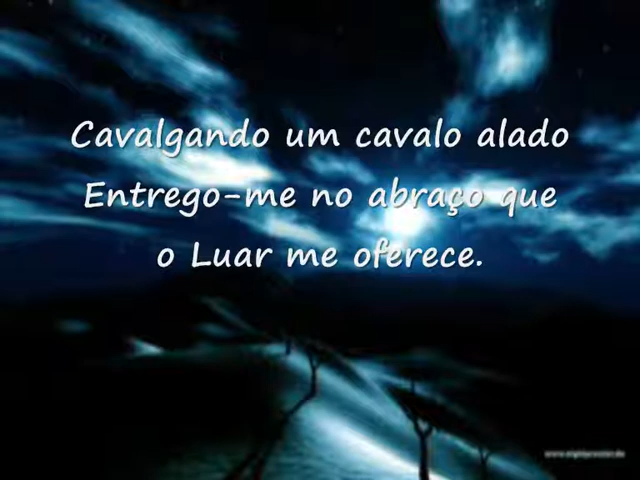 Cavalgando um cavalo alado
Entrego-me no abraço que
o Luar me oferece.